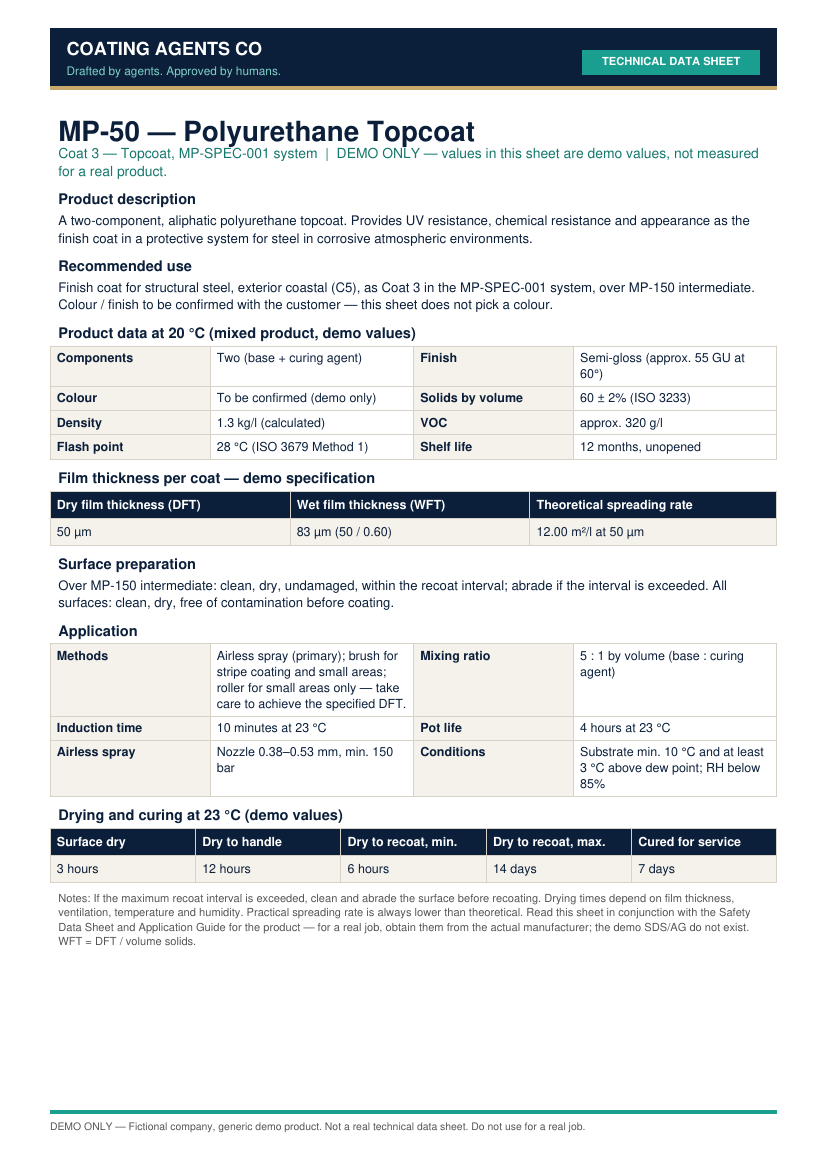 COATING AGENTS CO
Drafted by agents. Approved by humans.
TECHNICAL DATA SHEET
MP-50 — Polyurethane Topcoat
Coat 3 — Topcoat, MP-SPEC-001 system | DEMO ONLY — values in this sheet are demo values, not measured
for a real product.
Product description
A two-component, aliphatic polyurethane topcoat. Provides UV resistance, chemical resistance and appearance as the
finish coat in a protective system for steel in corrosive atmospheric environments.
Recommended use
Finish coat for structural steel, exterior coastal (C5), as Coat 3 in the MP-SPEC-001 system, over MP-150 intermediate.
Colour / finish to be confirmed with the customer — this sheet does not pick a colour.
Product data at 20 °C (mixed product, demo values)
Components
Two (base + curing agent)
Finish
Semi-gloss (approx. 55 GU at
60°)
Colour
To be confirmed (demo only)
Solids by volume
60 ± 2% (ISO 3233)
Density
1.3 kg/l (calculated)
VOC
approx. 320 g/l
Flash point
28 °C (ISO 3679 Method 1)
Shelf life
12 months, unopened
Film thickness per coat — demo specification
Dry film thickness (DFT)
Wet film thickness (WFT)
Theoretical spreading rate
50 µm
83 µm (50 / 0.60)
12.00 m²/l at 50 µm
Surface preparation
Over MP-150 intermediate: clean, dry, undamaged, within the recoat interval; abrade if the interval is exceeded. All
surfaces: clean, dry, free of contamination before coating.
Application
Methods
Airless spray (primary); brush for
stripe coating and small areas;
roller for small areas only — take
care to achieve the specified DFT.
Mixing ratio
5 : 1 by volume (base : curing
agent)
Induction time
10 minutes at 23 °C
Pot life
4 hours at 23 °C
Airless spray
Nozzle 0.38–0.53 mm, min. 150
bar
Conditions
Substrate min. 10 °C and at least
3 °C above dew point; RH below
85%
Drying and curing at 23 °C (demo values)
Surface dry
Dry to handle
Dry to recoat, min.
Dry to recoat, max.
Cured for service
3 hours
12 hours
6 hours
14 days
7 days
Notes: If the maximum recoat interval is exceeded, clean and abrade the surface before recoating. Drying times depend on film thickness,
ventilation, temperature and humidity. Practical spreading rate is always lower than theoretical. Read this sheet in conjunction with the Safety
Data Sheet and Application Guide for the product — for a real job, obtain them from the actual manufacturer; the demo SDS/AG do not exist.
WFT = DFT / volume solids.
DEMO ONLY — Fictional company, generic demo product. Not a real technical data sheet. Do not use for a real job.